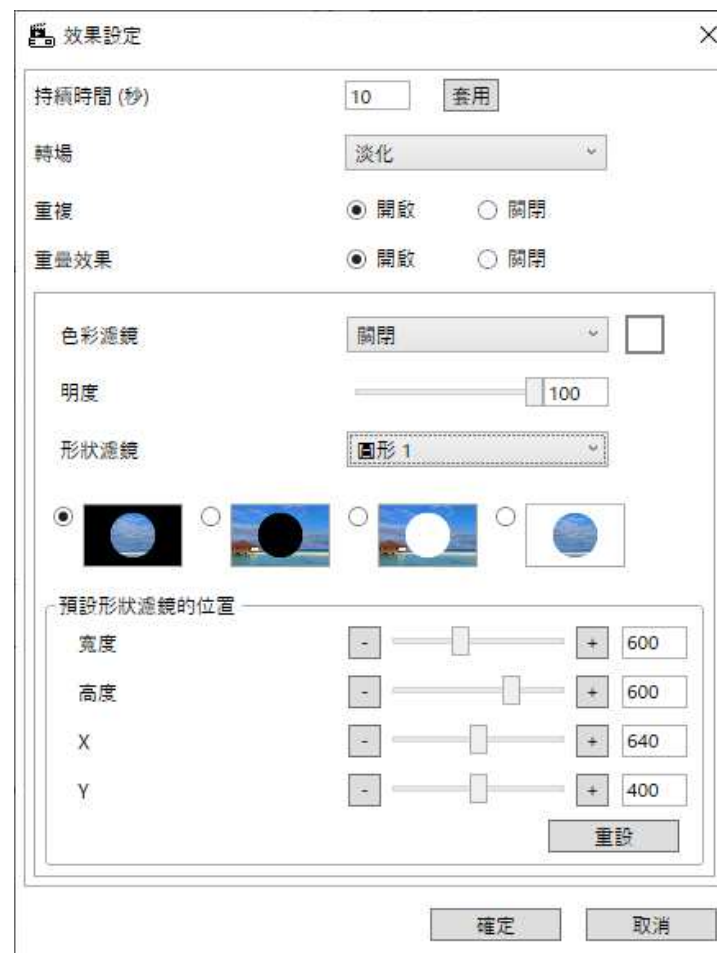 效果設定
持續時間 (秒) 10 套用
轉場 淡化
重複 開啟 關閉
重疊效果 開啟 關閉
色彩濾鏡 關閉
明度 100
形狀濾鏡 圓形 1
預設形狀濾鏡的位置
寬度 - + 600
高度 - + 600
X - + 640
Y - + 400
重設
確定 取消